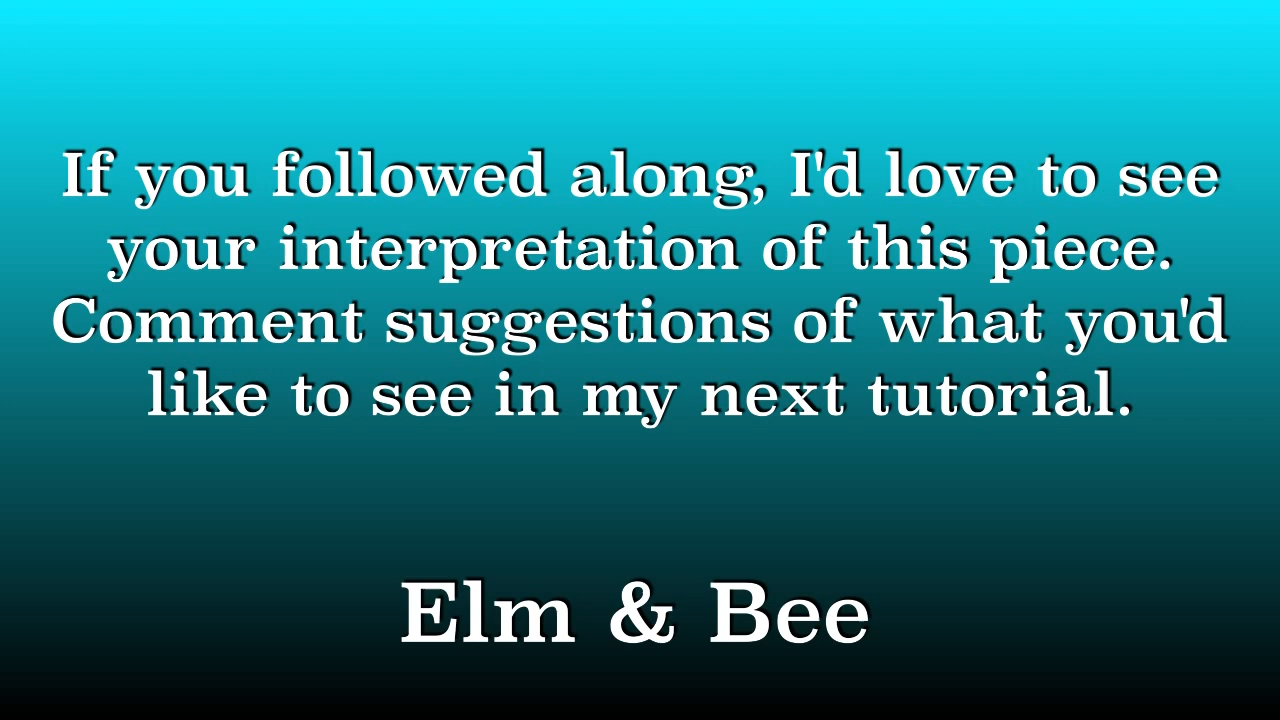 If you followed along, I'd love to see
your interpretation of this piece.
Comment suggestions of what you'd
like to see in my next tutorial.
Elm & Bee